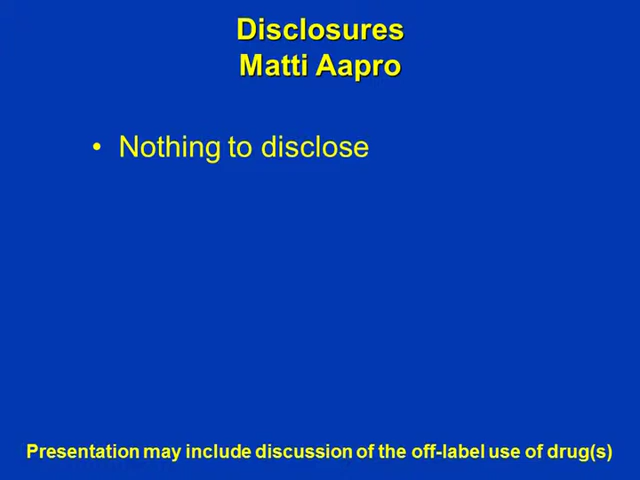 Disclosures
Matti Aapro
• Nothing to disclose
Presentation may include discussion of the off-label use of drug(s)